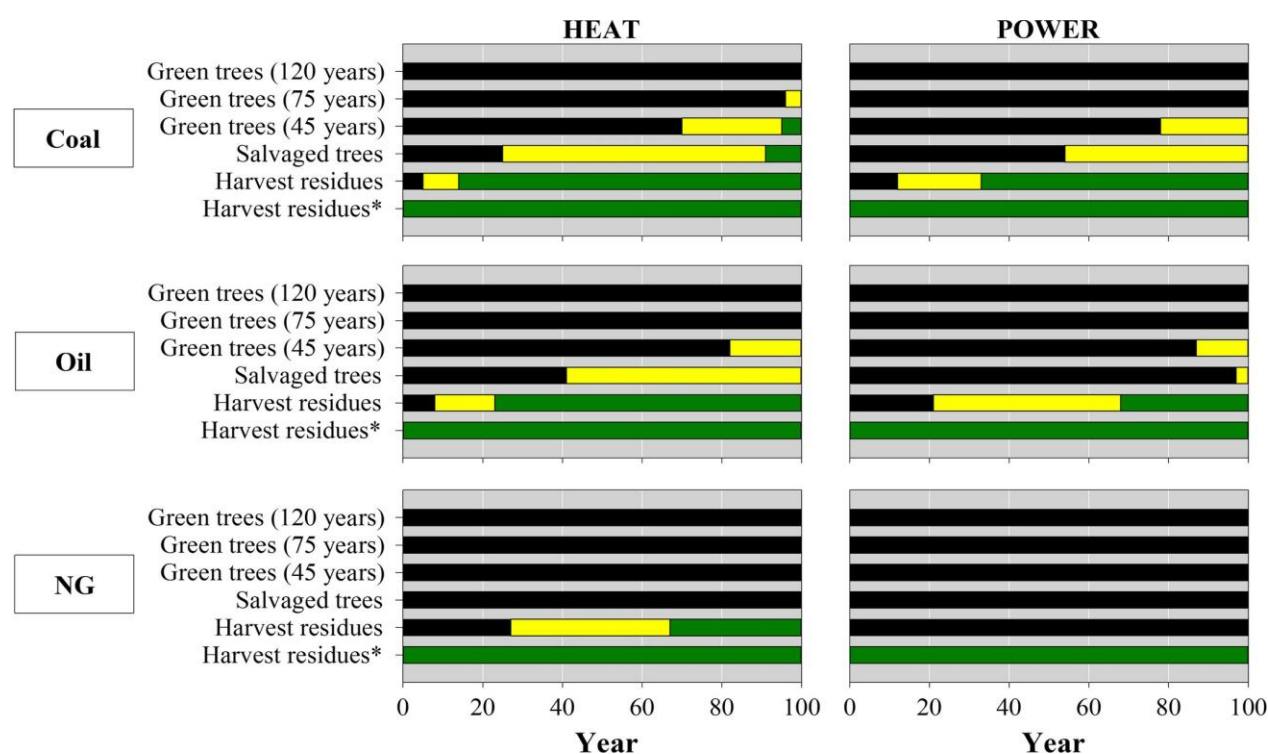 HEAT POWER
Coal
Green trees (120 years)
Green trees (75 years)
Green trees (45 years)
Salvaged trees
Harvest residues
Harvest residues*
Oil
Green trees (120 years)
Green trees (75 years)
Green trees (45 years)
Salvaged trees
Harvest residues
Harvest residues*
NG
Green trees (120 years)
Green trees (75 years)
Green trees (45 years)
Salvaged trees
Harvest residues
Harvest residues*
0 20 40 60 80 100 0 20 40 60 80 100
Year Year